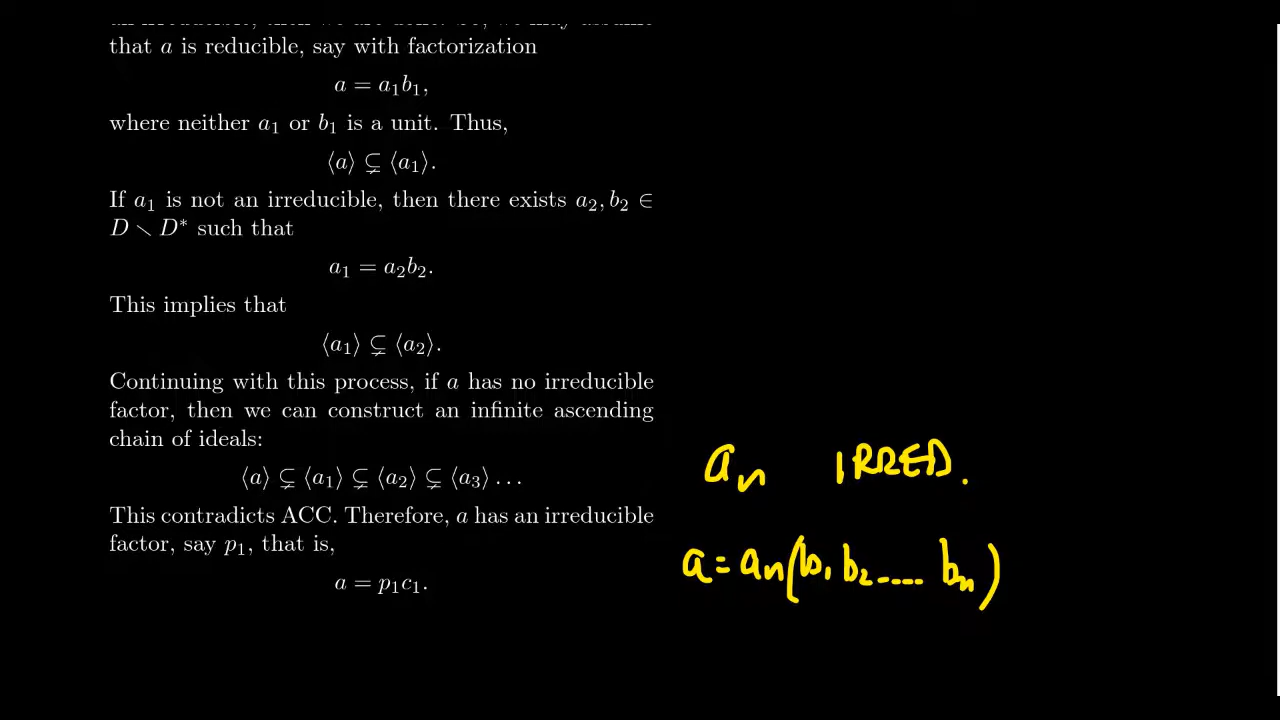 that a is reducible, say with factorization
a = a₁b₁,
where neither a₁ or b₁ is a unit. Thus,
⟨a⟩ ⊊ ⟨a₁⟩.
If a₁ is not an irreducible, then there exists a₂, b₂ ∈
D ∖ D* such that
a₁ = a₂b₂.
This implies that
⟨a₁⟩ ⊊ ⟨a₂⟩.
Continuing with this process, if a has no irreducible
factor, then we can construct an infinite ascending
chain of ideals:
⟨a⟩ ⊊ ⟨a₁⟩ ⊊ ⟨a₂⟩ ⊊ ⟨a₃⟩ ...
This contradicts ACC. Therefore, a has an irreducible
factor, say p₁, that is,
a = p₁c₁.
aₙ IRRED.
a = aₙ(b₁ b₂ ..... bₙ)